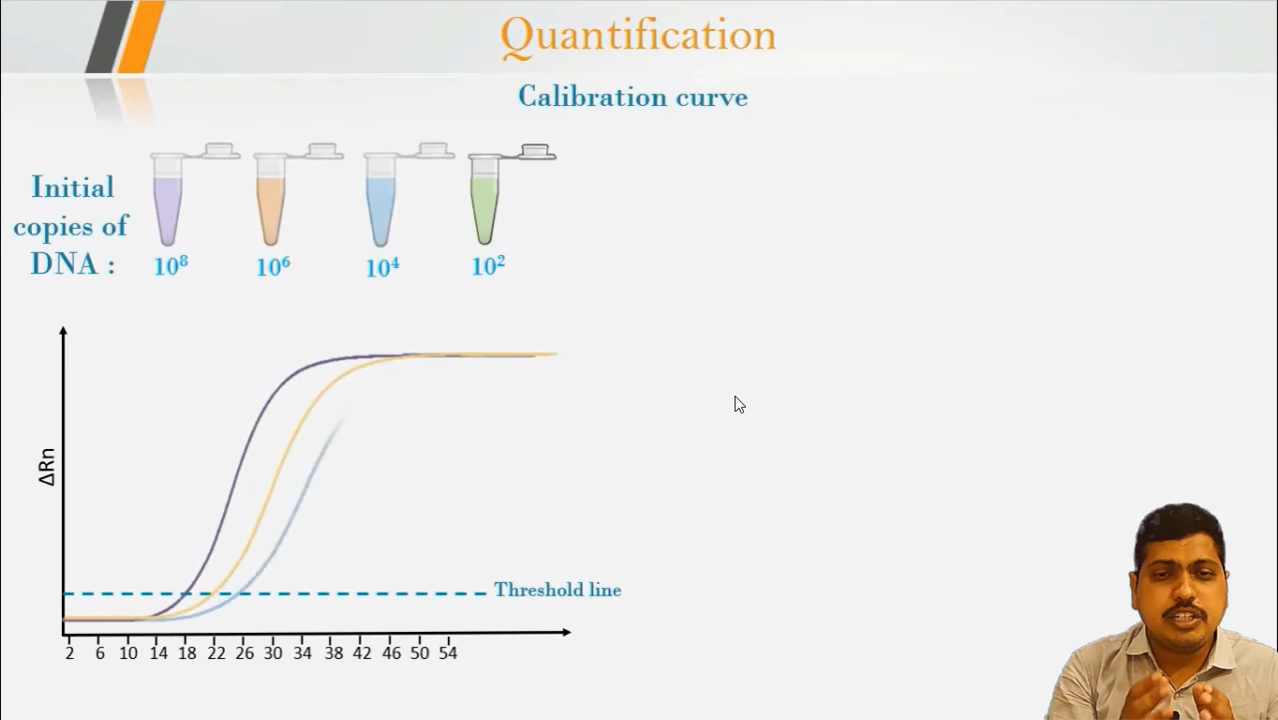 Quantification
Calibration curve
Initial
copies of
DNA :
10⁸ 10⁶ 10⁴ 10²
ΔRn
Threshold line
2 6 10 14 18 22 26 30 34 38 42 46 50 54